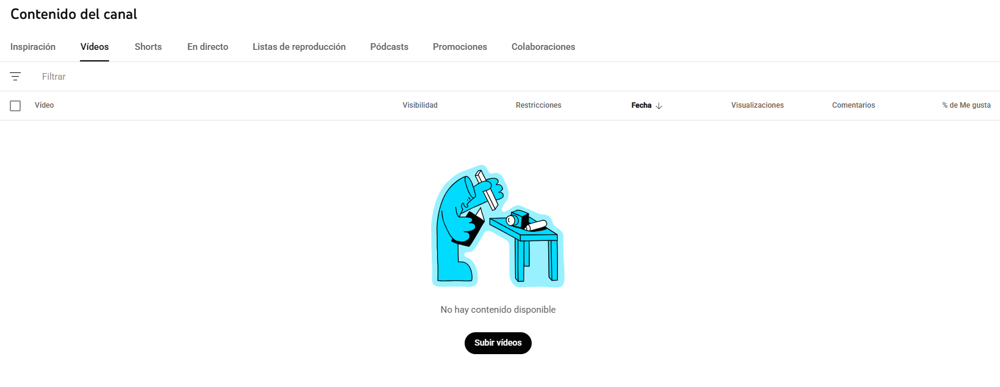 Contenido del canal
Inspiración Vídeos Shorts En directo Listas de reproducción Pódcasts Promociones Colaboraciones
Filtrar
Vídeo Visibilidad Restricciones Fecha Visualizaciones Comentarios % de Me gusta
No hay contenido disponible
Subir vídeos